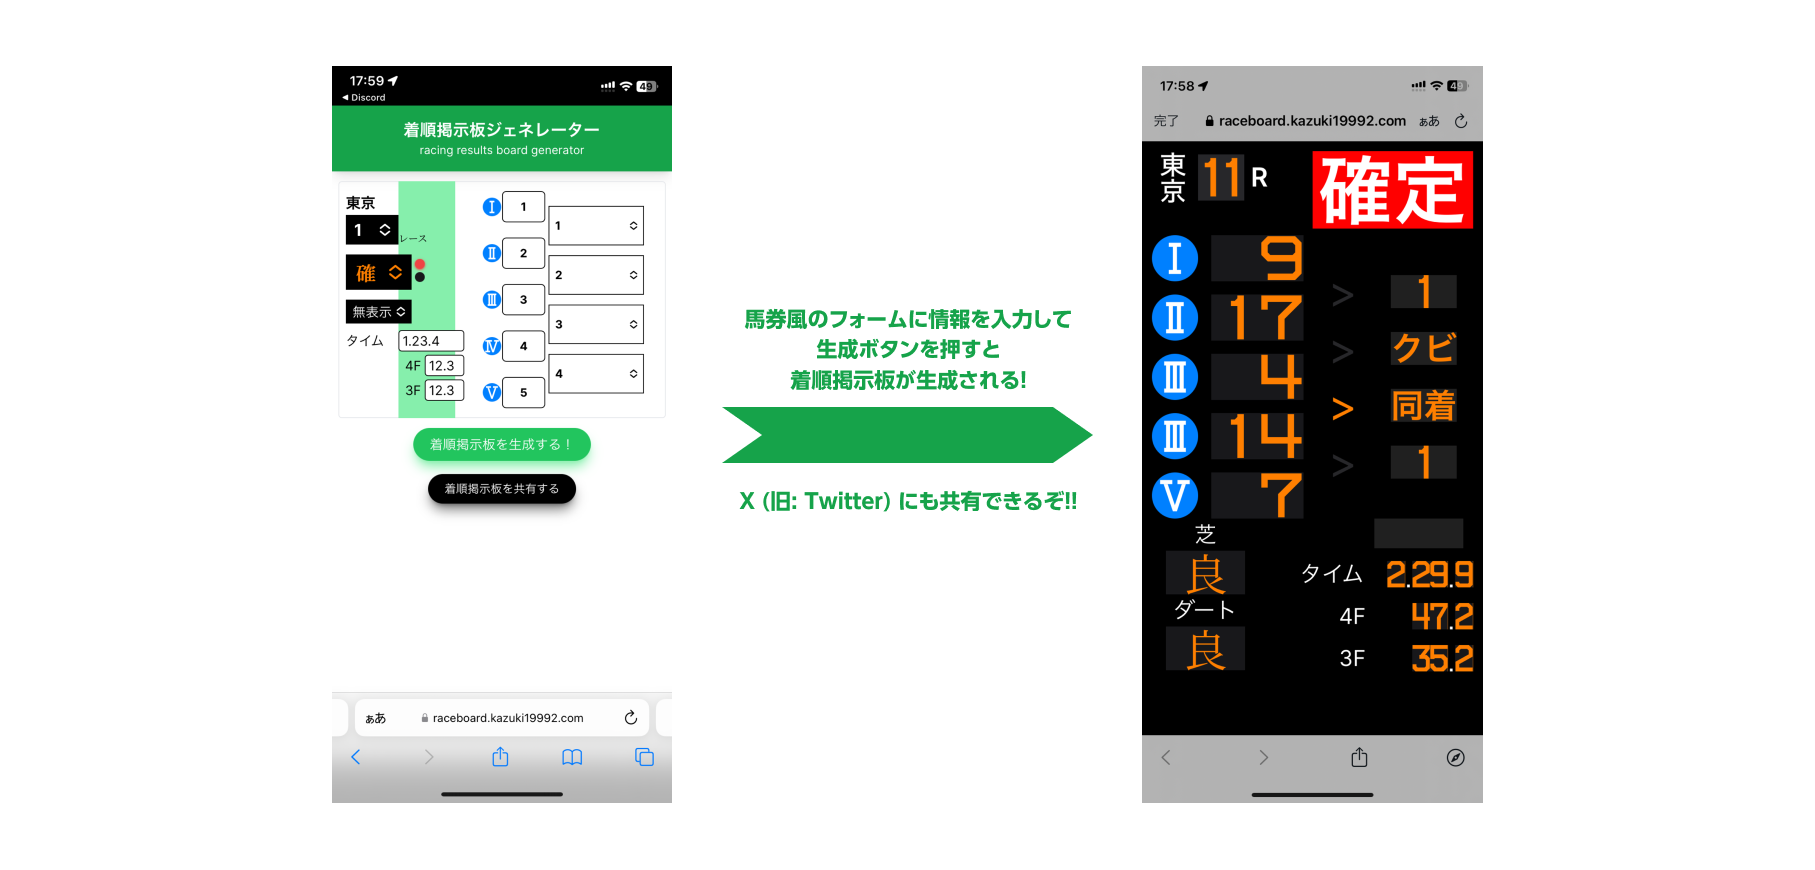 17:59
49
◀ Discord
着順掲示板ジェネレーター
racing results board generator
東京
1
レース
確
無表示
タイム 1.23.4
4F 12.3
3F 12.3
Ⅰ 1
Ⅱ 2
Ⅲ 3
Ⅳ 4
Ⅴ 5
1
2
3
4
着順掲示板を生成する！
着順掲示板を共有する
ぁあ raceboard.kazuki19992.com
馬券風のフォームに情報を入力して
生成ボタンを押すと
着順掲示板が生成される!
X (旧: Twitter) にも共有できるぞ!!
17:58
49
完了 raceboard.kazuki19992.com ぁあ
東京 11 R 確定
Ⅰ 9
Ⅱ 17
Ⅲ 4
Ⅲ 14
Ⅴ 7
> 1
> クビ
> 同着
> 1
芝
良
ダート
良
タイム 2.29.9
4F 47.2
3F 35.2